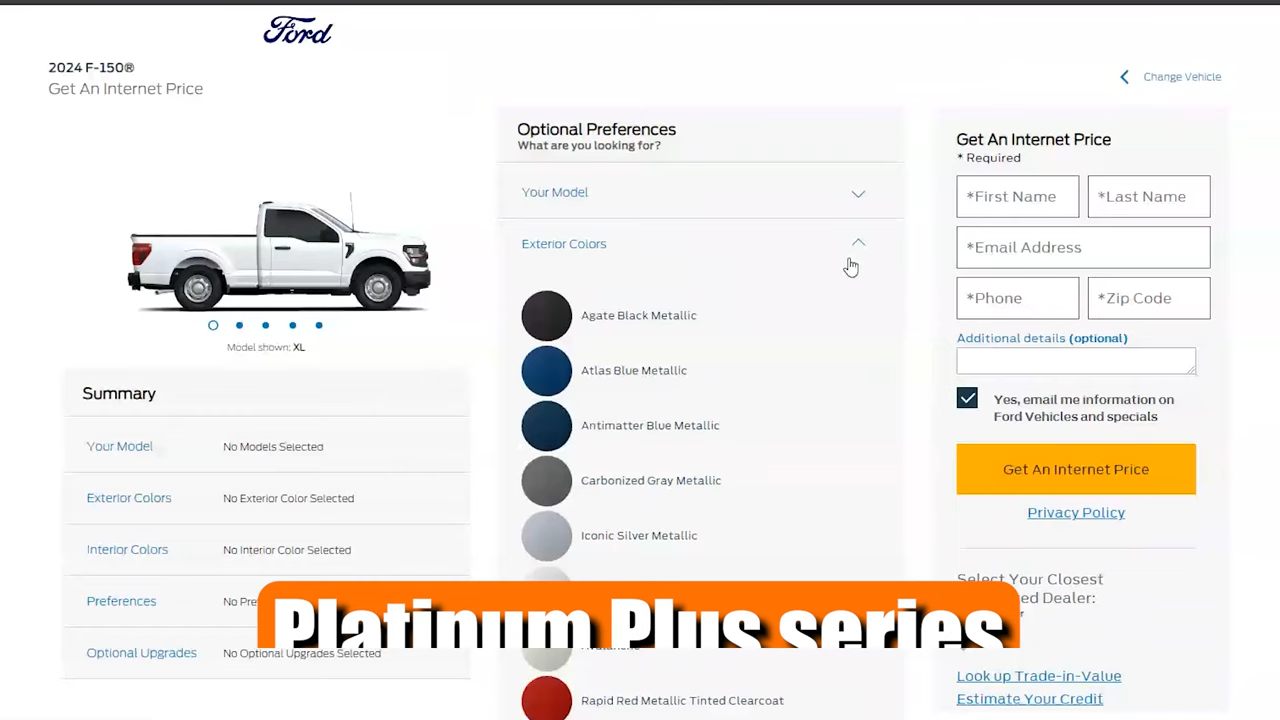 Ford
2024 F-150®
Get An Internet Price
Change Vehicle
Model shown: XL
Summary
Your Model No Models Selected
Exterior Colors No Exterior Color Selected
Interior Colors No Interior Color Selected
Preferences No Pre
Optional Upgrades No Optional Upgrades Selected
Optional Preferences
What are you looking for?
Your Model
Exterior Colors
Agate Black Metallic
Atlas Blue Metallic
Antimatter Blue Metallic
Carbonized Gray Metallic
Iconic Silver Metallic
Rapid Red Metallic Tinted Clearcoat
Platinum Plus series
Get An Internet Price
* Required
*First Name *Last Name
*Email Address
*Phone *Zip Code
Additional details (optional)
Yes, email me information on
Ford Vehicles and specials
Get An Internet Price
Privacy Policy
Select Your Closest
ed Dealer:
Look up Trade-in-Value
Estimate Your Credit